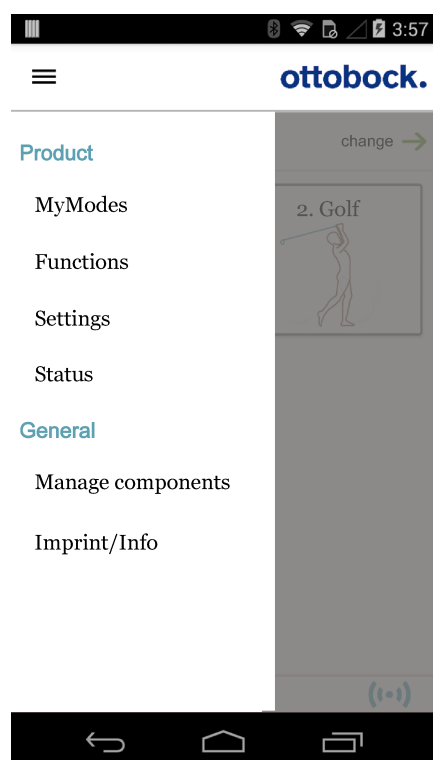 3:57
ottobock.
Product
change
MyModes
2. Golf
Functions
Settings
Status
General
Manage components
Imprint/Info